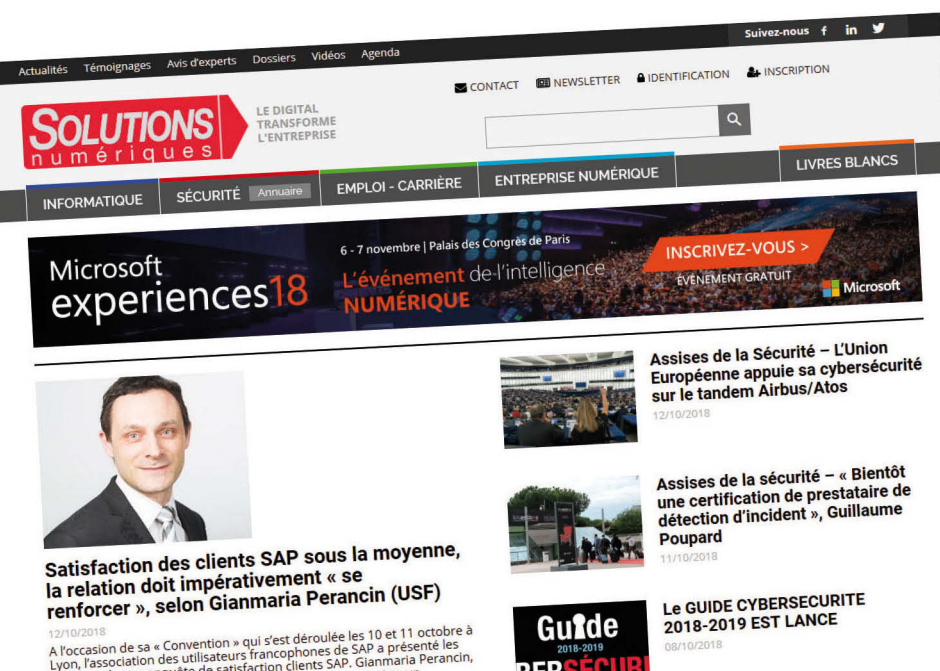 Suivez-nous
Actualités Témoignages Avis d'experts Dossiers Vidéos Agenda
CONTACT NEWSLETTER IDENTIFICATION INSCRIPTION
SOLUTIONS
numériques
LE DIGITAL
TRANSFORME
L'ENTREPRISE
INFORMATIQUE SÉCURITÉ Annuaire EMPLOI - CARRIÈRE ENTREPRISE NUMÉRIQUE LIVRES BLANCS
Microsoft
experiences18
6 - 7 novembre | Palais des Congrès de Paris
L'événement de l'intelligence
NUMÉRIQUE
INSCRIVEZ-VOUS >
ÉVÉNEMENT GRATUIT
Microsoft
Satisfaction des clients SAP sous la moyenne,
la relation doit impérativement « se
renforcer », selon Gianmaria Perancin (USF)
12/10/2018
A l'occasion de sa « Convention » qui s'est déroulée les 10 et 11 octobre à
Lyon, l'association des utilisateurs francophones de SAP a présenté les
de satisfaction clients SAP. Gianmaria Perancin,
Assises de la Sécurité – L'Union
Européenne appuie sa cybersécurité
sur le tandem Airbus/Atos
12/10/2018
Assises de la sécurité – « Bientôt
une certification de prestataire de
détection d'incident », Guillaume
Poupard
11/10/2018
Guide
2018-2019
Le GUIDE CYBERSECURITE
2018-2019 EST LANCE
08/10/2018